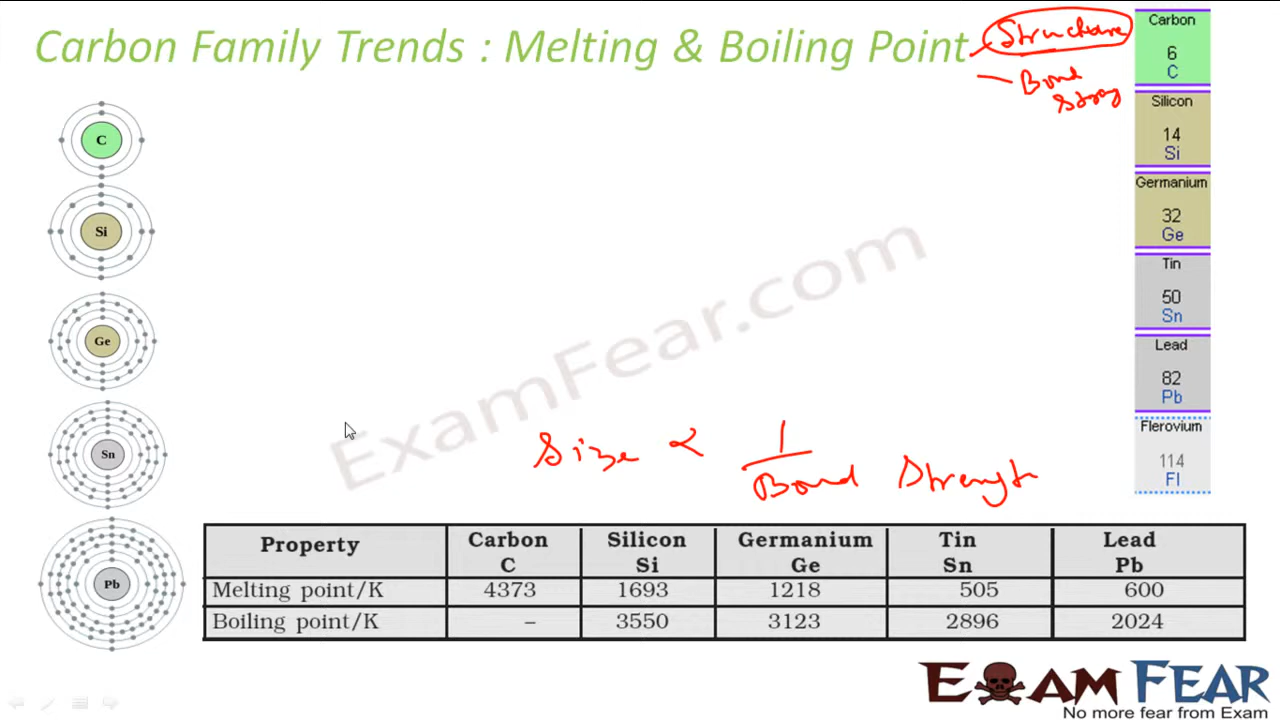 Carbon Family Trends : Melting & Boiling Point
Structure
Bond
Carbon
6
C
Silicon
14
Si
Germanium
32
Ge
Tin
50
Sn
Lead
82
Pb
Flerovium
114
Fl
C
Si
Ge
Sn
Pb
ExamFear.com
Size ∝ 1 / Bond Strength
Property Carbon C Silicon Si Germanium Ge Tin Sn Lead Pb
Melting point/K 4373 1693 1218 505 600
Boiling point/K – 3550 3123 2896 2024
EXAM FEAR
No more fear from Exam